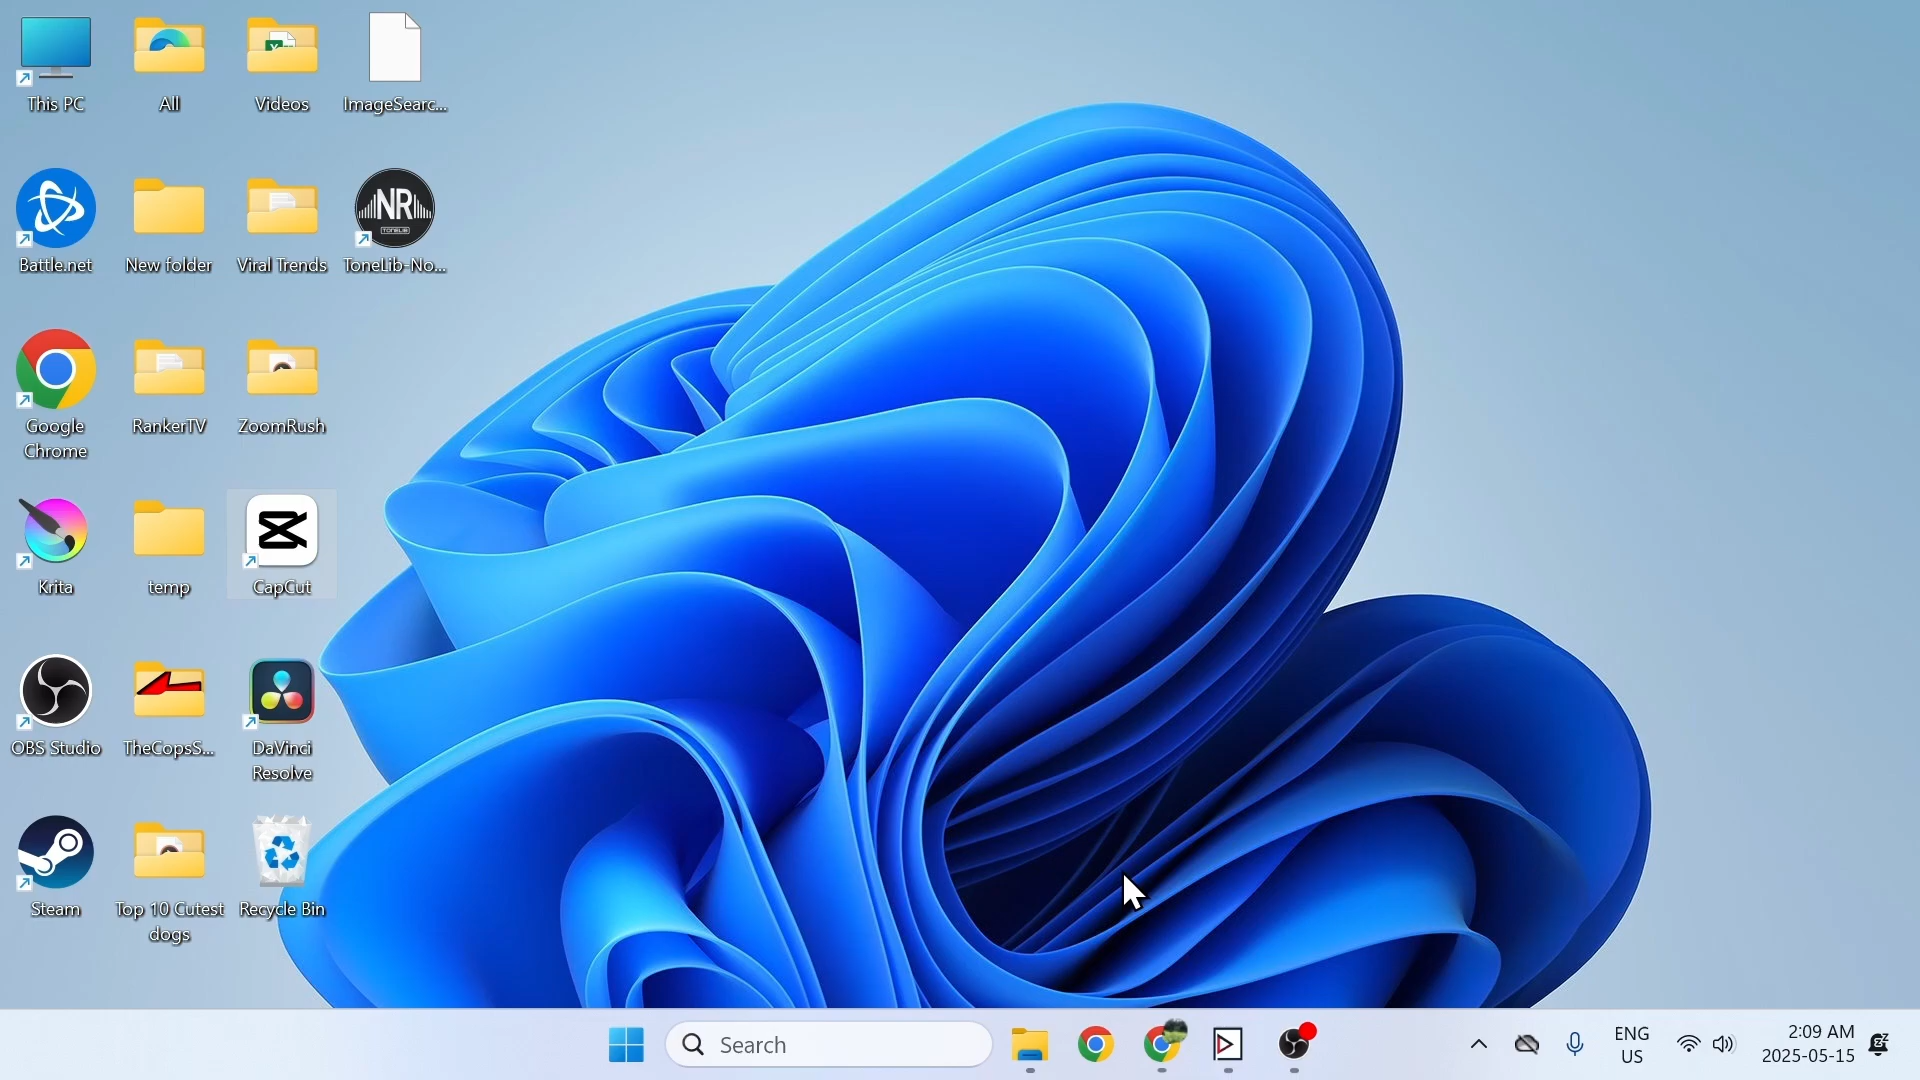 This PC
All
Videos
ImageSearc...
Battle.net
New folder
Viral Trends
NR
TONELIB
ToneLib-No...
Google
Chrome
RankerTV
ZoomRush
Krita
temp
CapCut
OBS Studio
TheCopsS...
DaVinci
Resolve
Steam
Top 10 Cutest
dogs
Recycle Bin
Search
ENG
US
2:09 AM
2025-05-15